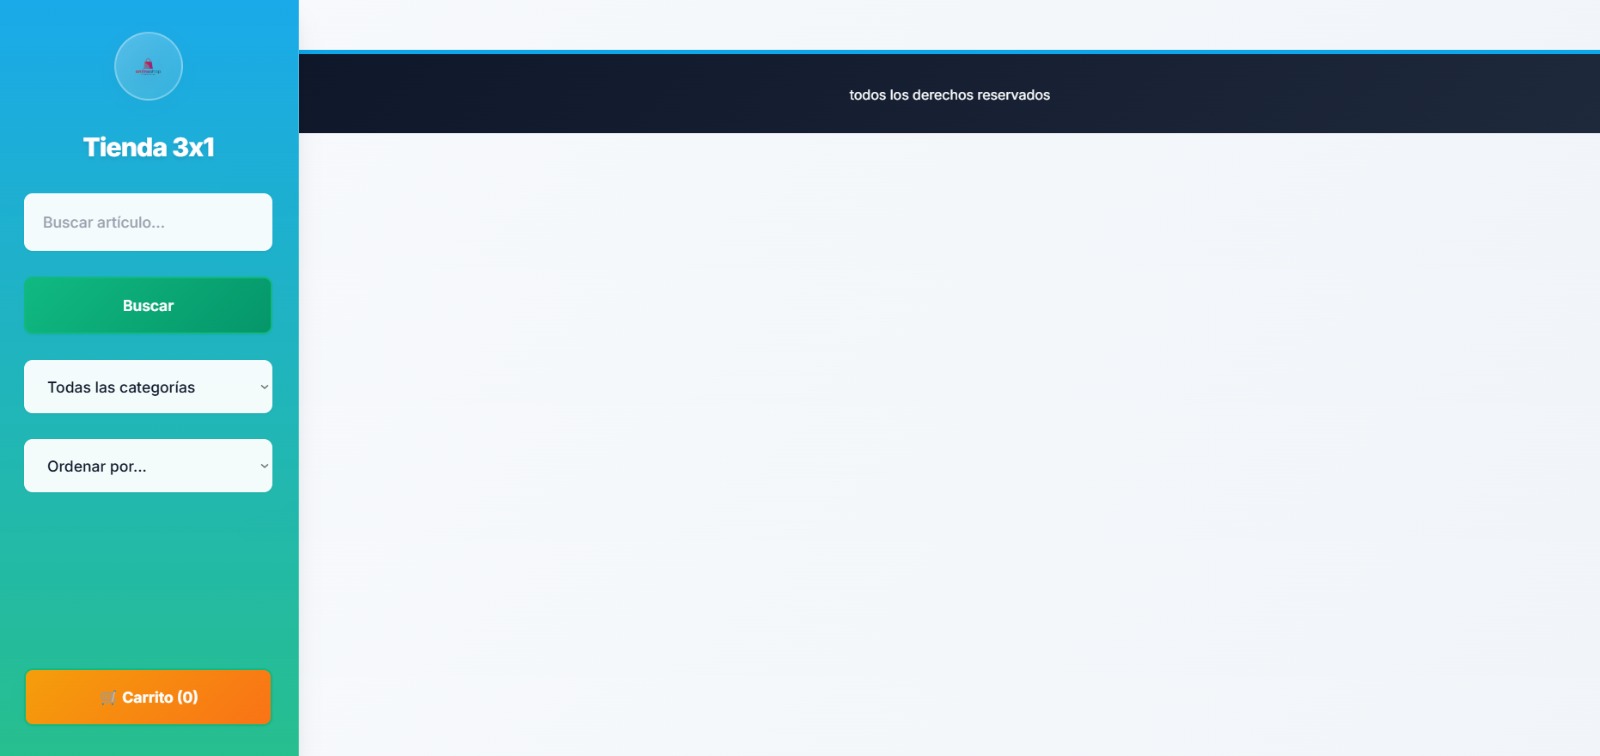 Tienda 3x1
Buscar artículo...
Buscar
Todas las categorías
Ordenar por...
🛒 Carrito (0)
todos los derechos reservados